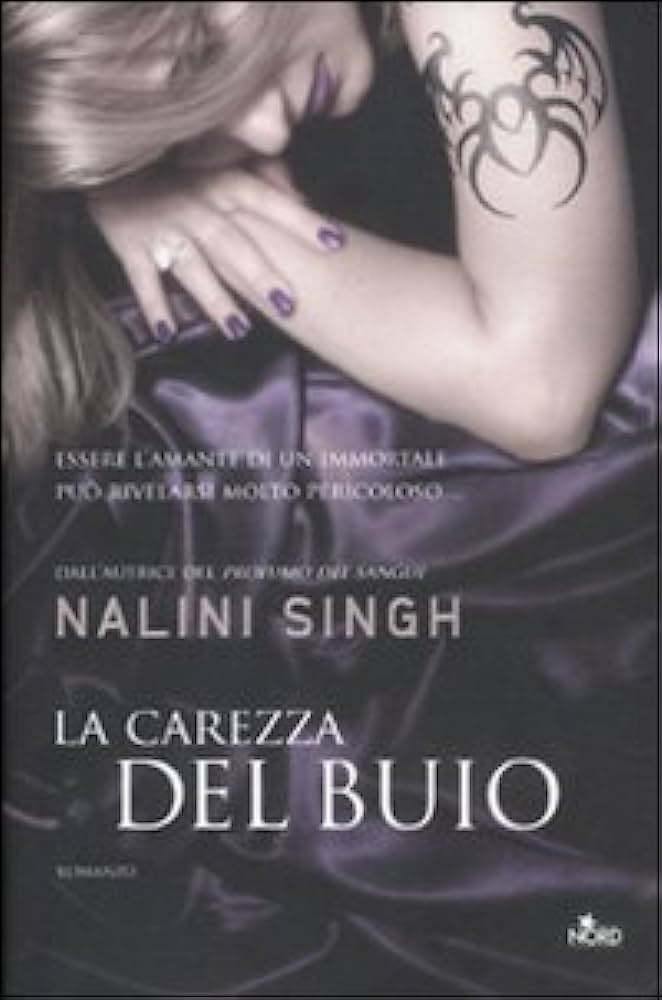 ESSERE L'AMANTE DI UN IMMORTALE
PUÒ RIVELARSI MOLTO PERICOLOSO...
DALL'AUTRICE DEL PROFUMO DEL SANGUE
NALINI SINGH
LA CAREZZA
DEL BUIO
ROMANZO
NORD